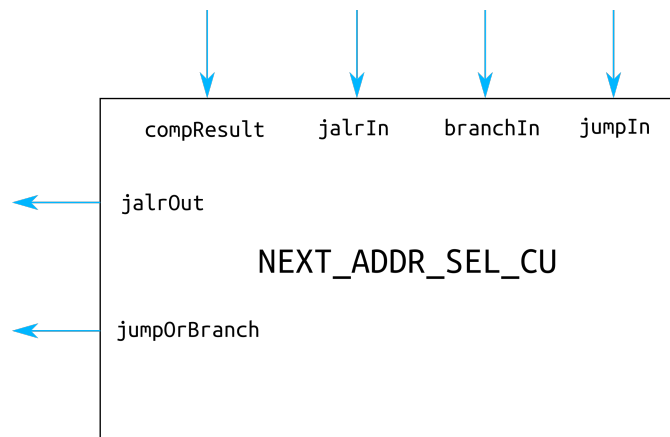 compResult jalrIn branchIn jumpIn
jalrOut
NEXT_ADDR_SEL_CU
jumpOrBranch